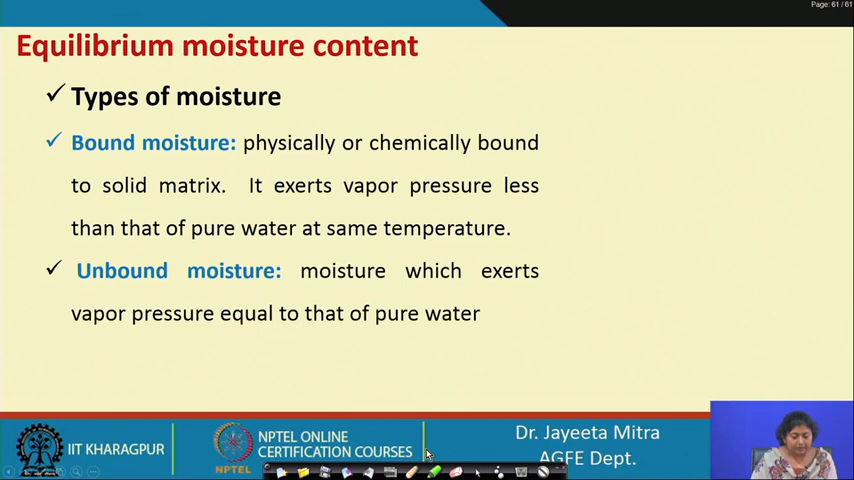 Page: 61 / 61
Equilibrium moisture content
✓ Types of moisture
✓ Bound moisture: physically or chemically bound
to solid matrix. It exerts vapor pressure less
than that of pure water at same temperature.
✓ Unbound moisture: moisture which exerts
vapor pressure equal to that of pure water
IIT KHARAGPUR
NPTEL
NPTEL ONLINE
CERTIFICATION COURSES
Dr. Jayeeta Mitra
AGFE Dept.